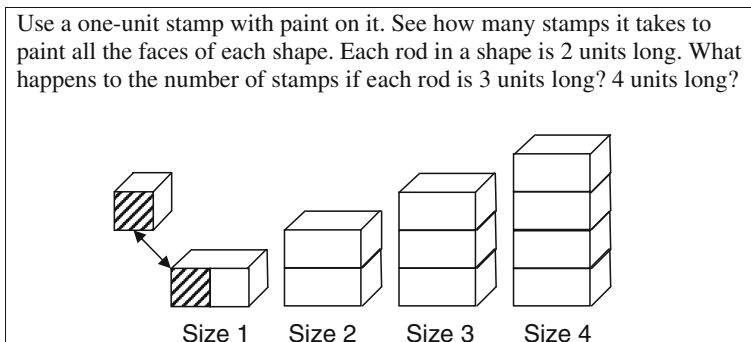 Use a one-unit stamp with paint on it. See how many stamps it takes to
paint all the faces of each shape. Each rod in a shape is 2 units long. What
happens to the number of stamps if each rod is 3 units long? 4 units long?
Size 1 Size 2 Size 3 Size 4